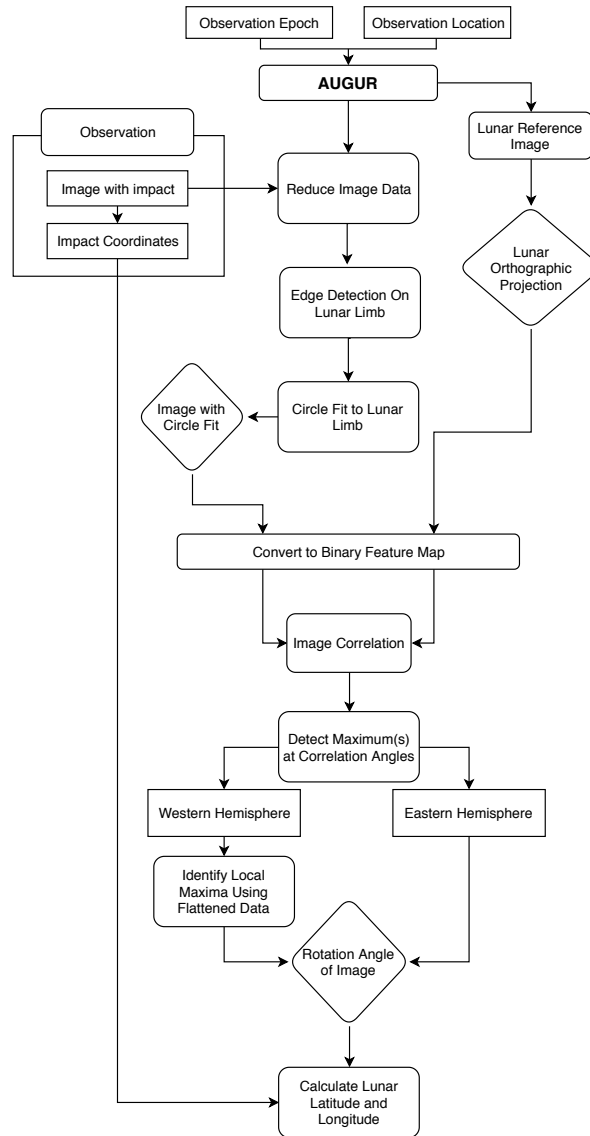 Observation Epoch
Observation Location
AUGUR
Observation
Lunar Reference
Image
Image with impact
Reduce Image Data
Impact Coordinates
Lunar
Orthographic
Projection
Edge Detection On
Lunar Limb
Image with
Circle Fit
Circle Fit to Lunar
Limb
Convert to Binary Feature Map
Image Correlation
Detect Maximum(s)
at Correlation Angles
Western Hemisphere
Eastern Hemisphere
Identify Local
Maxima Using
Flattened Data
Rotation Angle
of Image
Calculate Lunar
Latitude and
Longitude